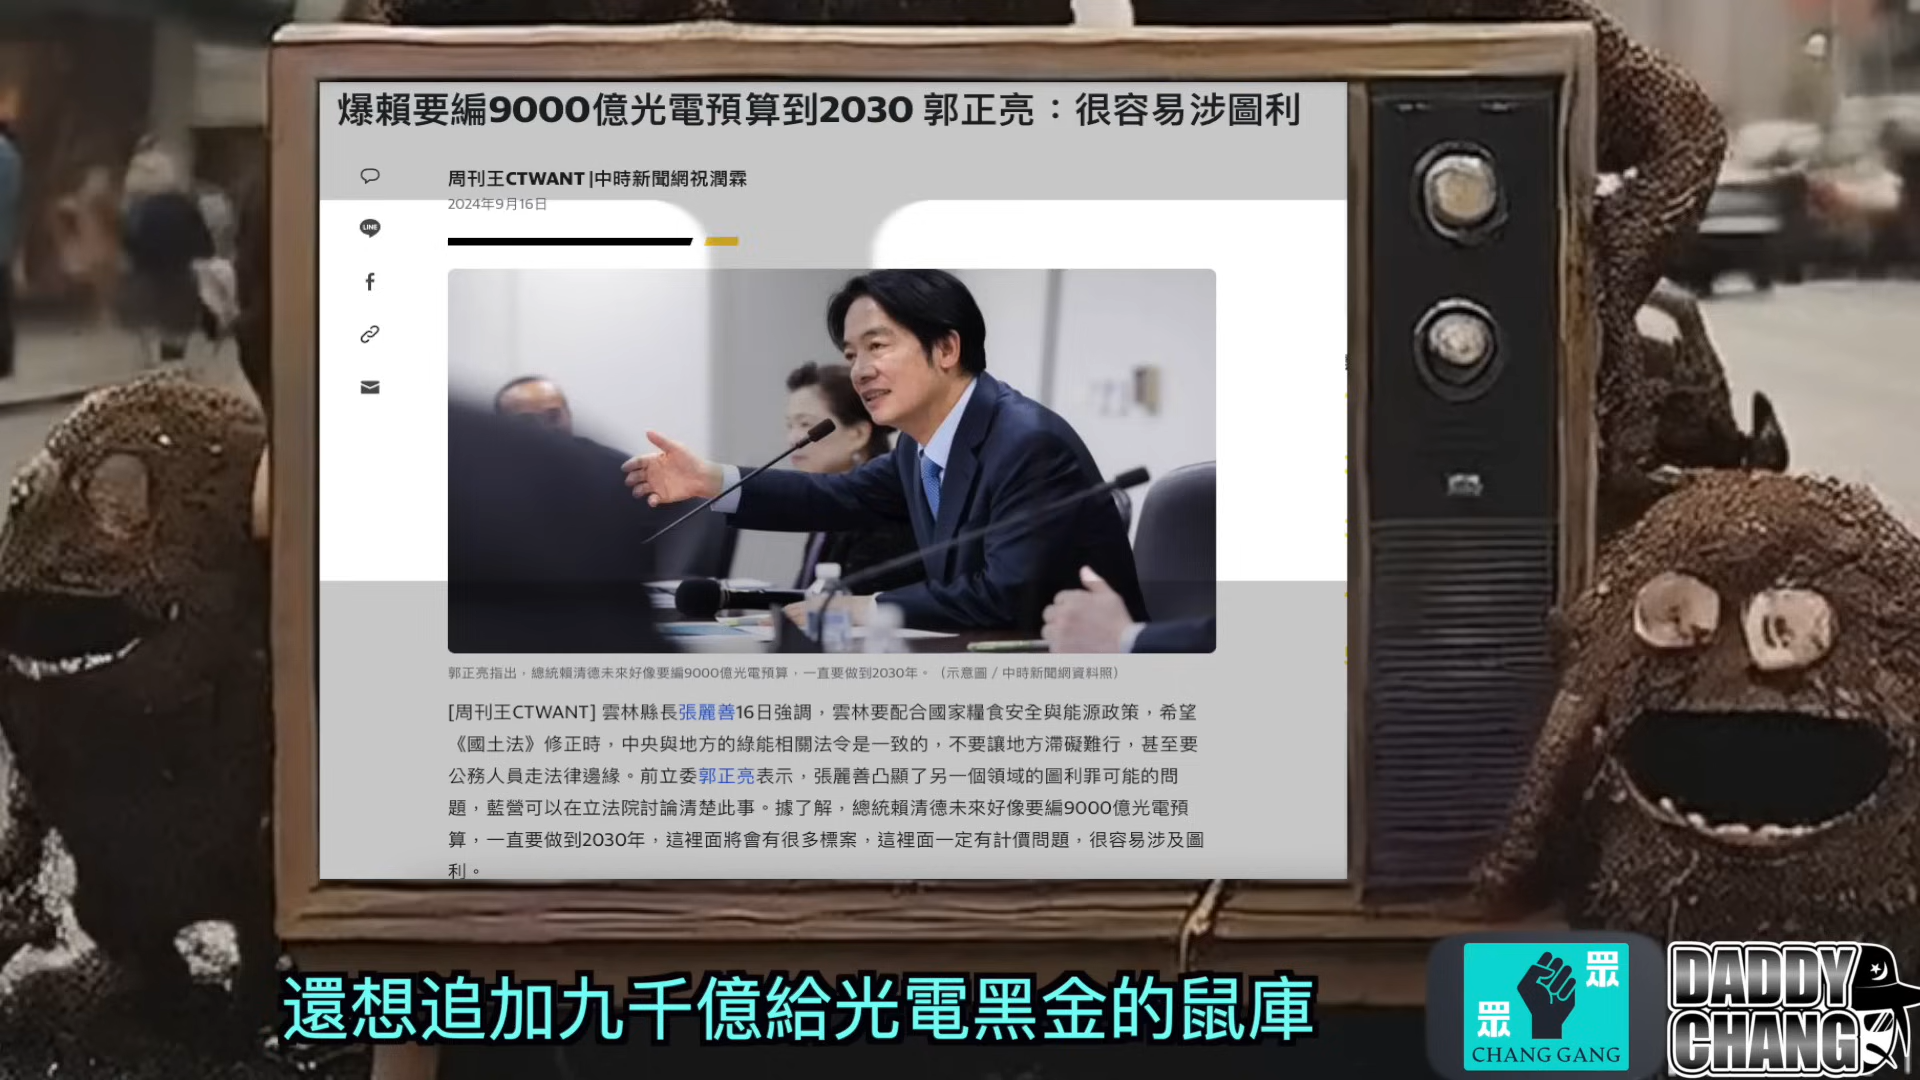 爆賴要編9000億光電預算到2030 郭正亮：很容易涉圖利
周刊王CTWANT |中時新聞網祝潤霖
2024年9月16日
LINE
郭正亮指出，總統賴清德未來好像要編9000億光電預算，一直要做到2030年。（示意圖 / 中時新聞網資料照）
[周刊王CTWANT] 雲林縣長張麗善16日強調，雲林要配合國家糧食安全與能源政策，希望
《國土法》修正時，中央與地方的綠能相關法令是一致的，不要讓地方滯礙難行，甚至要
公務人員走法律邊緣。前立委郭正亮表示，張麗善凸顯了另一個領域的圖利罪可能的問
題，藍營可以在立法院討論清楚此事。據了解，總統賴清德未來好像要編9000億光電預
算，一直要做到2030年，這裡面將會有很多標案，這裡面一定有計價問題，很容易涉及圖
利。
還想追加九千億給光電黑金的鼠庫
眾
眾
CHANG GANG
DADDY
CHANG